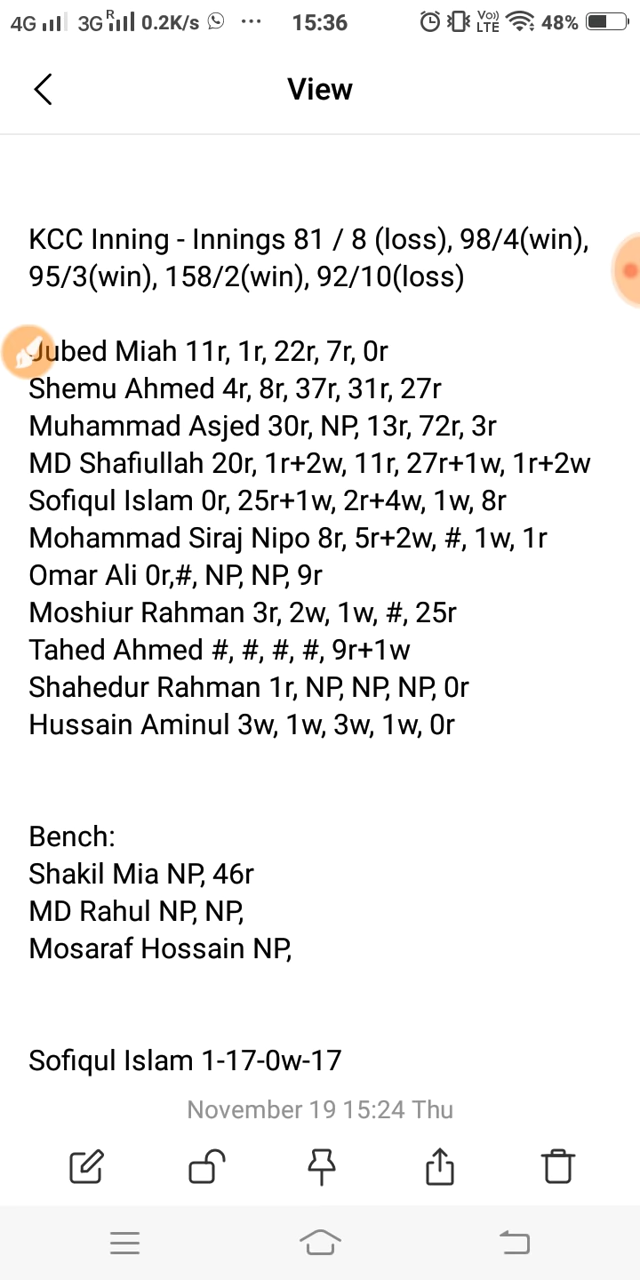 4G 3G R 0.2K/s ... 15:36 Vo)) LTE 48%
View
KCC Inning - Innings 81 / 8 (loss), 98/4(win),
95/3(win), 158/2(win), 92/10(loss)
Jubed Miah 11r, 1r, 22r, 7r, 0r
Shemu Ahmed 4r, 8r, 37r, 31r, 27r
Muhammad Asjed 30r, NP, 13r, 72r, 3r
MD Shafiullah 20r, 1r+2w, 11r, 27r+1w, 1r+2w
Sofiqul Islam 0r, 25r+1w, 2r+4w, 1w, 8r
Mohammad Siraj Nipo 8r, 5r+2w, #, 1w, 1r
Omar Ali 0r,#, NP, NP, 9r
Moshiur Rahman 3r, 2w, 1w, #, 25r
Tahed Ahmed #, #, #, #, 9r+1w
Shahedur Rahman 1r, NP, NP, NP, 0r
Hussain Aminul 3w, 1w, 3w, 1w, 0r
Bench:
Shakil Mia NP, 46r
MD Rahul NP, NP,
Mosaraf Hossain NP,
Sofiqul Islam 1-17-0w-17
November 19 15:24 Thu